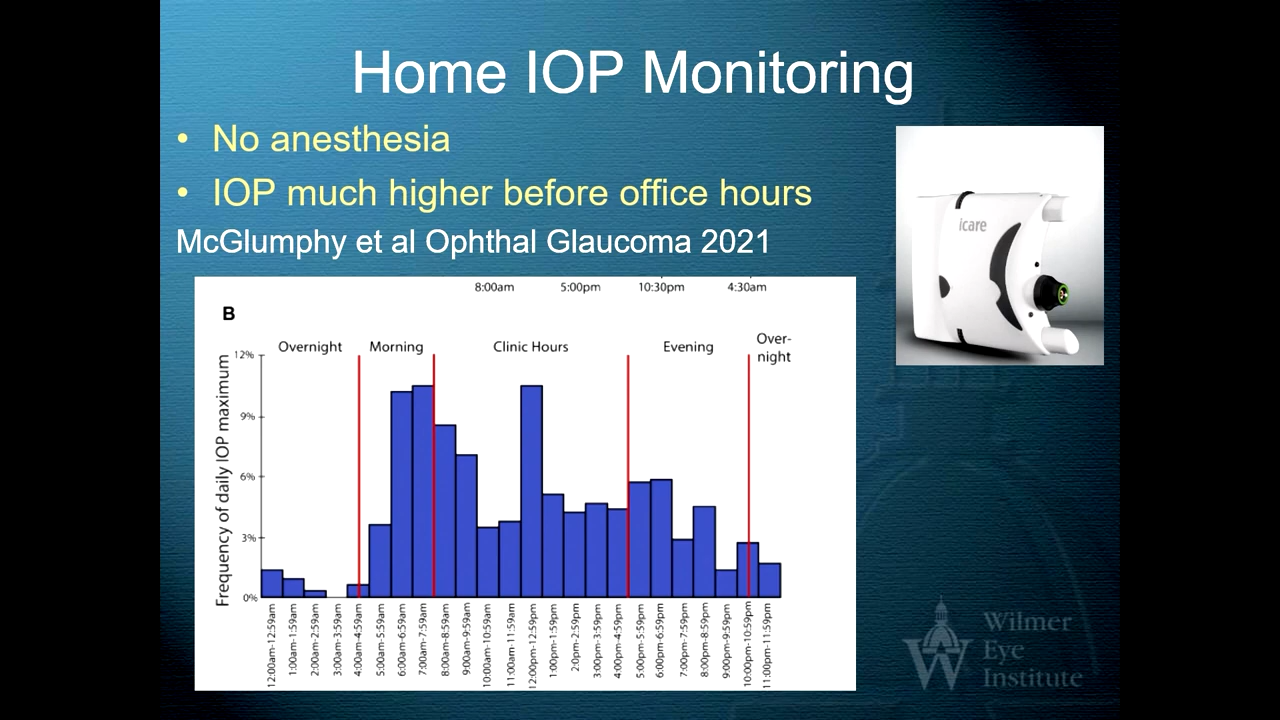 Home IOP Monitoring
• No anesthesia
• IOP much higher before office hours
McGlumphy et al Ophthal Glaucoma 2021
icare
8:00am 5:00pm 10:30pm 4:30am
B
Overnight Morning Clinic Hours Evening Over-
night
Frequency of daily IOP maximum
12%
9%
6%
3%
0%
12:00am-12:59am
1:00am-1:59am
2:00am-2:59am
3:00am-3:59am
4:00am-4:59am
5:00am-5:59am
6:00am-6:59am
7:00am-7:59am
8:00am-8:59am
9:00am-9:59am
10:00am-10:59am
11:00am-11:59am
12:00pm-12:59pm
1:00pm-1:59pm
2:0pm-2:59pm
3:00pm-3:59pm
4:00pm-4:59pm
5:00pm-5:59pm
6:00pm-6:59pm
7:00pm-7:59pm
8:00pm-8:59pm
9:00pm-9:59pm
10:00pm-10:59pm
11:00pm-11:59pm
W
Wilmer
Eye
Institute